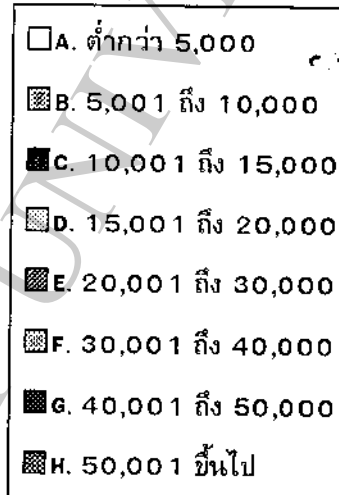 A. ต่ำกว่า 5,000
B. 5,001 ถึง 10,000
C. 10,001 ถึง 15,000
D. 15,001 ถึง 20,000
E. 20,001 ถึง 30,000
F. 30,001 ถึง 40,000
G. 40,001 ถึง 50,000
H. 50,001 ขึ้นไป